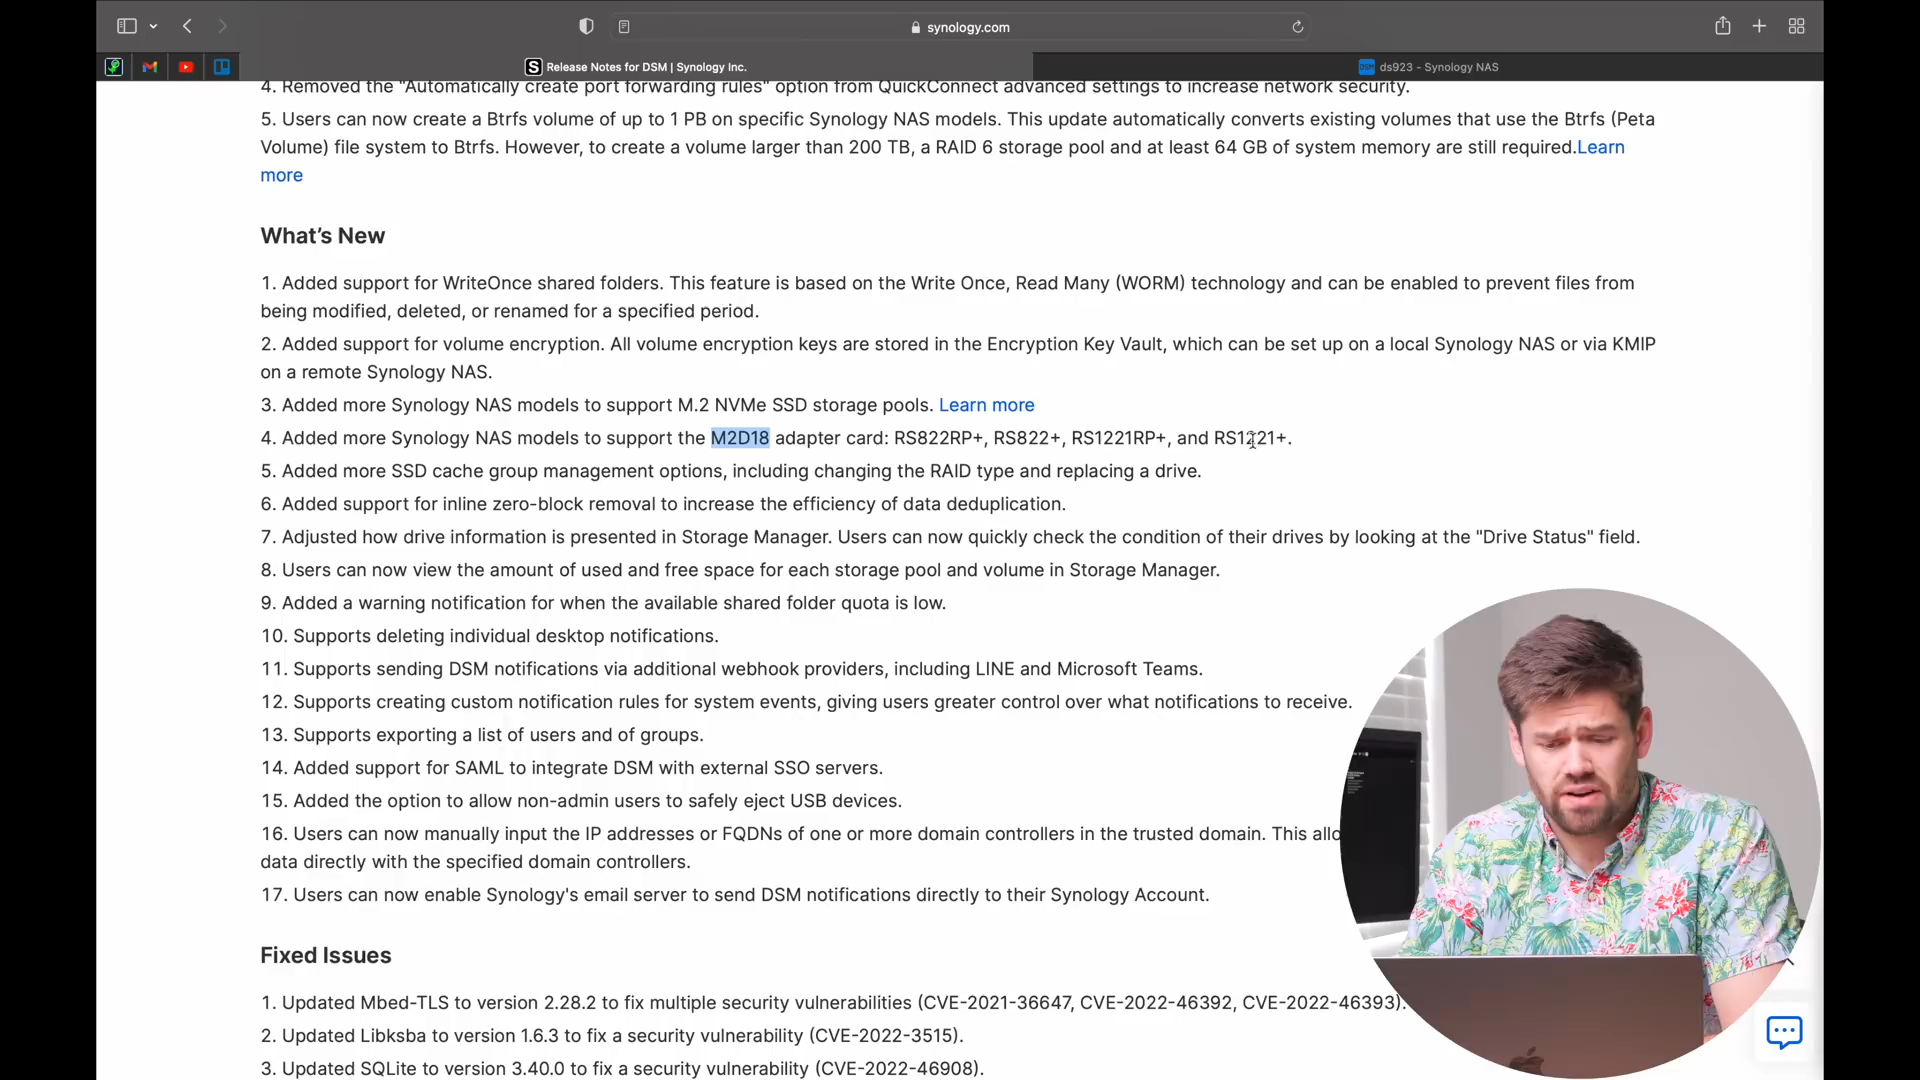 synology.com
Release Notes for DSM | Synology Inc.
ds923 - Synology NAS
4. Removed the "Automatically create port forwarding rules" option from QuickConnect advanced settings to increase network security.
5. Users can now create a Btrfs volume of up to 1 PB on specific Synology NAS models. This update automatically converts existing volumes that use the Btrfs (Peta
Volume) file system to Btrfs. However, to create a volume larger than 200 TB, a RAID 6 storage pool and at least 64 GB of system memory are still required.Learn
more
What's New
1. Added support for WriteOnce shared folders. This feature is based on the Write Once, Read Many (WORM) technology and can be enabled to prevent files from
being modified, deleted, or renamed for a specified period.
2. Added support for volume encryption. All volume encryption keys are stored in the Encryption Key Vault, which can be set up on a local Synology NAS or via KMIP
on a remote Synology NAS.
3. Added more Synology NAS models to support M.2 NVMe SSD storage pools. Learn more
4. Added more Synology NAS models to support the M2D18 adapter card: RS822RP+, RS822+, RS1221RP+, and RS1221+.
5. Added more SSD cache group management options, including changing the RAID type and replacing a drive.
6. Added support for inline zero-block removal to increase the efficiency of data deduplication.
7. Adjusted how drive information is presented in Storage Manager. Users can now quickly check the condition of their drives by looking at the "Drive Status" field.
8. Users can now view the amount of used and free space for each storage pool and volume in Storage Manager.
9. Added a warning notification for when the available shared folder quota is low.
10. Supports deleting individual desktop notifications.
11. Supports sending DSM notifications via additional webhook providers, including LINE and Microsoft Teams.
12. Supports creating custom notification rules for system events, giving users greater control over what notifications to receive.
13. Supports exporting a list of users and of groups.
14. Added support for SAML to integrate DSM with external SSO servers.
15. Added the option to allow non-admin users to safely eject USB devices.
16. Users can now manually input the IP addresses or FQDNs of one or more domain controllers in the trusted domain. This allo
data directly with the specified domain controllers.
17. Users can now enable Synology's email server to send DSM notifications directly to their Synology Account.
Fixed Issues
1. Updated Mbed-TLS to version 2.28.2 to fix multiple security vulnerabilities (CVE-2021-36647, CVE-2022-46392, CVE-2022-46393).
2. Updated Libksba to version 1.6.3 to fix a security vulnerability (CVE-2022-3515).
3. Updated SQLite to version 3.40.0 to fix a security vulnerability (CVE-2022-46908).